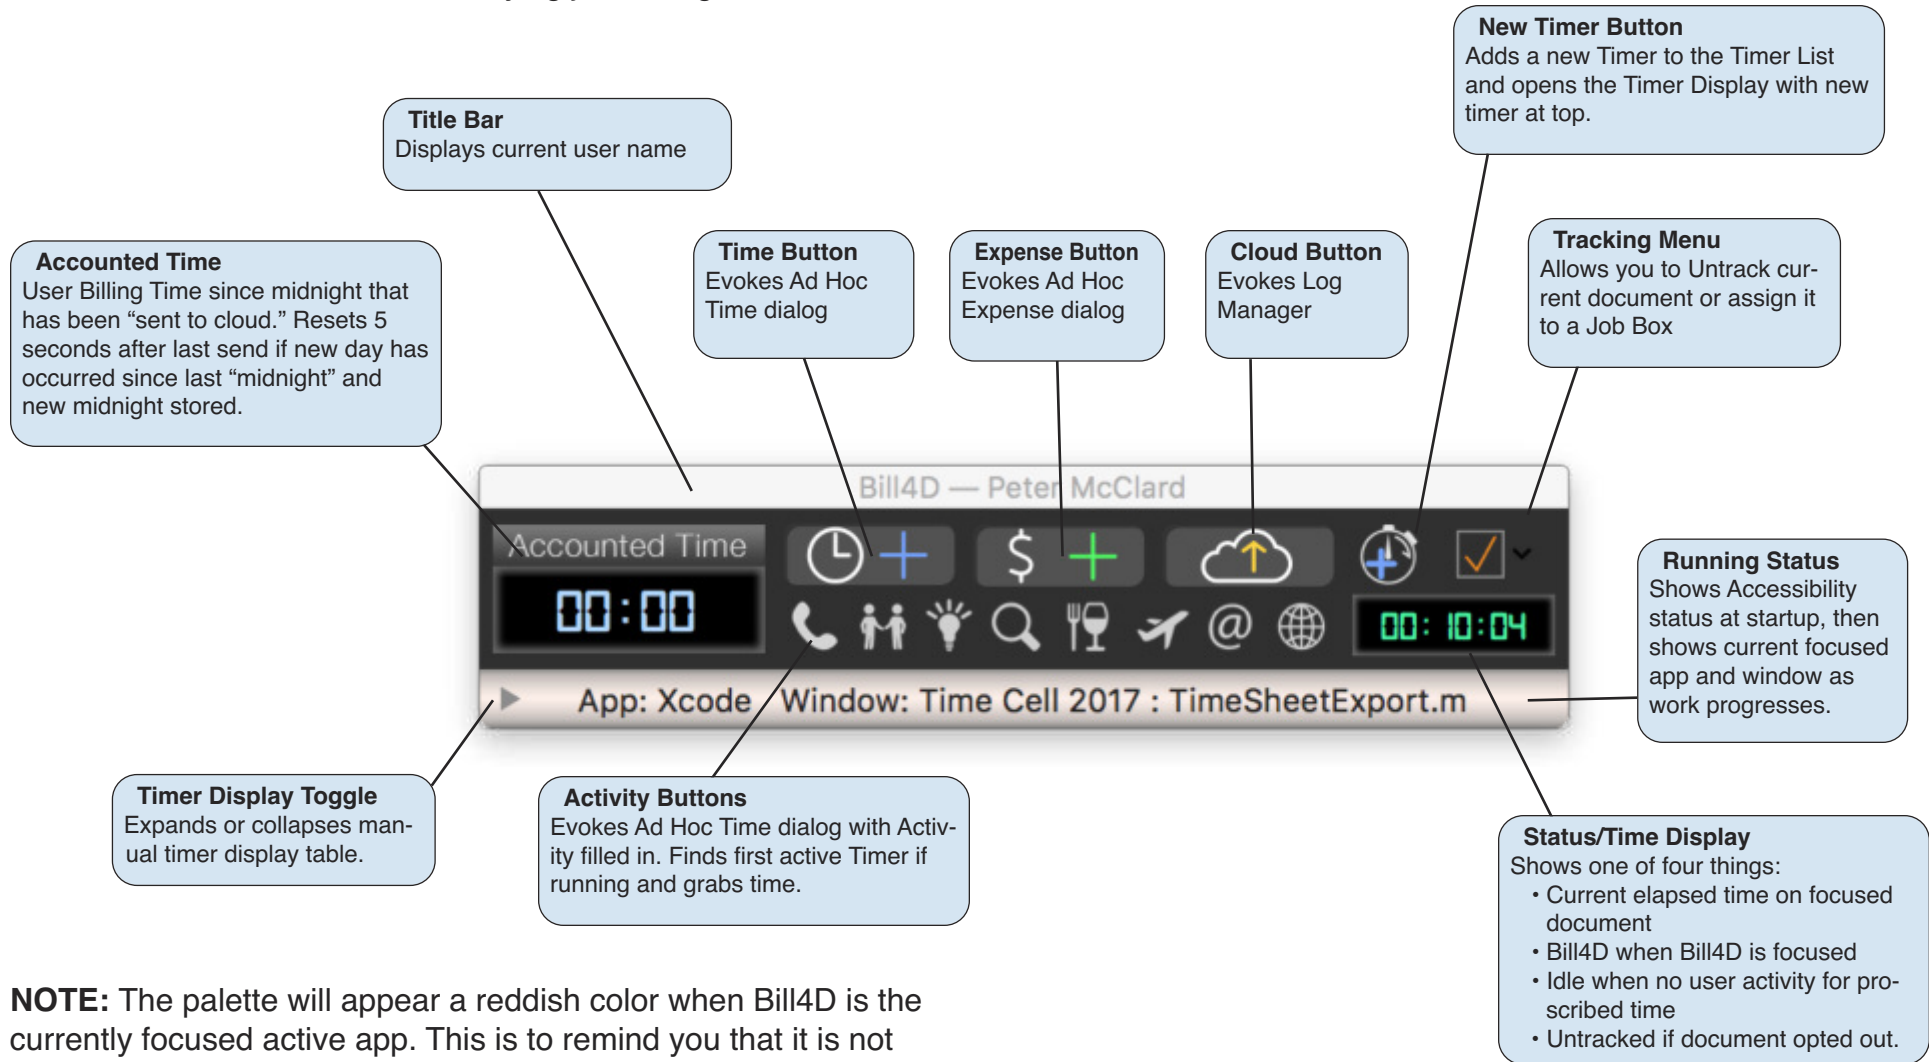 New Timer Button
Adds a new Timer to the Timer List
and opens the Timer Display with new
timer at top.
Title Bar
Displays current user name
Accounted Time
User Billing Time since midnight that
has been “sent to cloud.” Resets 5
seconds after last send if new day has
occurred since last “midnight” and
new midnight stored.
Time Button
Evokes Ad Hoc
Time dialog
Expense Button
Evokes Ad Hoc
Expense dialog
Cloud Button
Evokes Log
Manager
Tracking Menu
Allows you to Untrack cur-
rent document or assign it
to a Job Box
Bill4D — Peter McClard
Accounted Time
00:00
00:10:04
App: Xcode Window: Time Cell 2017 : TimeSheetExport.m
Running Status
Shows Accessibility
status at startup, then
shows current focused
app and window as
work progresses.
Timer Display Toggle
Expands or collapses man-
ual timer display table.
Activity Buttons
Evokes Ad Hoc Time dialog with Activ-
ity filled in. Finds first active Timer if
running and grabs time.
Status/Time Display
Shows one of four things:
• Current elapsed time on focused
document
• Bill4D when Bill4D is focused
• Idle when no user activity for pro-
scribed time
• Untracked if document opted out.
NOTE: The palette will appear a reddish color when Bill4D is the
currently focused active app. This is to remind you that it is not